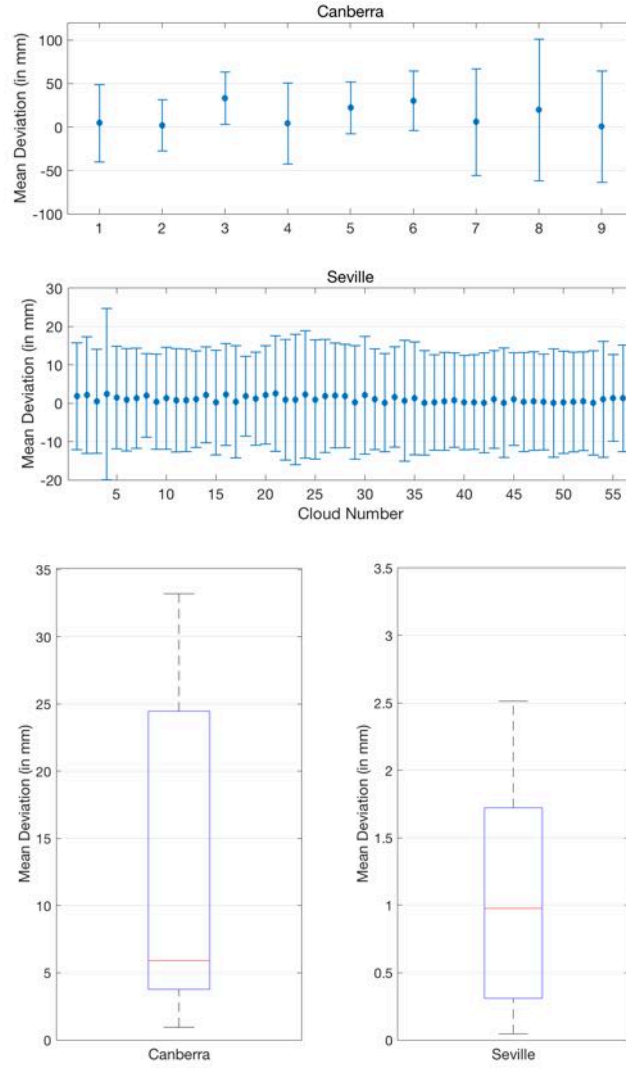 Canberra
Mean Deviation (in mm)
100
50
0
-50
-100
1 2 3 4 5 6 7 8 9
Seville
Mean Deviation (in mm)
30
20
10
0
-10
-20
5 10 15 20 25 30 35 40 45 50 55
Cloud Number
Mean Deviation (in mm)
35
30
25
20
15
10
5
0
Canberra
Mean Deviation (in mm)
3.5
3
2.5
2
1.5
1
0.5
0
Seville